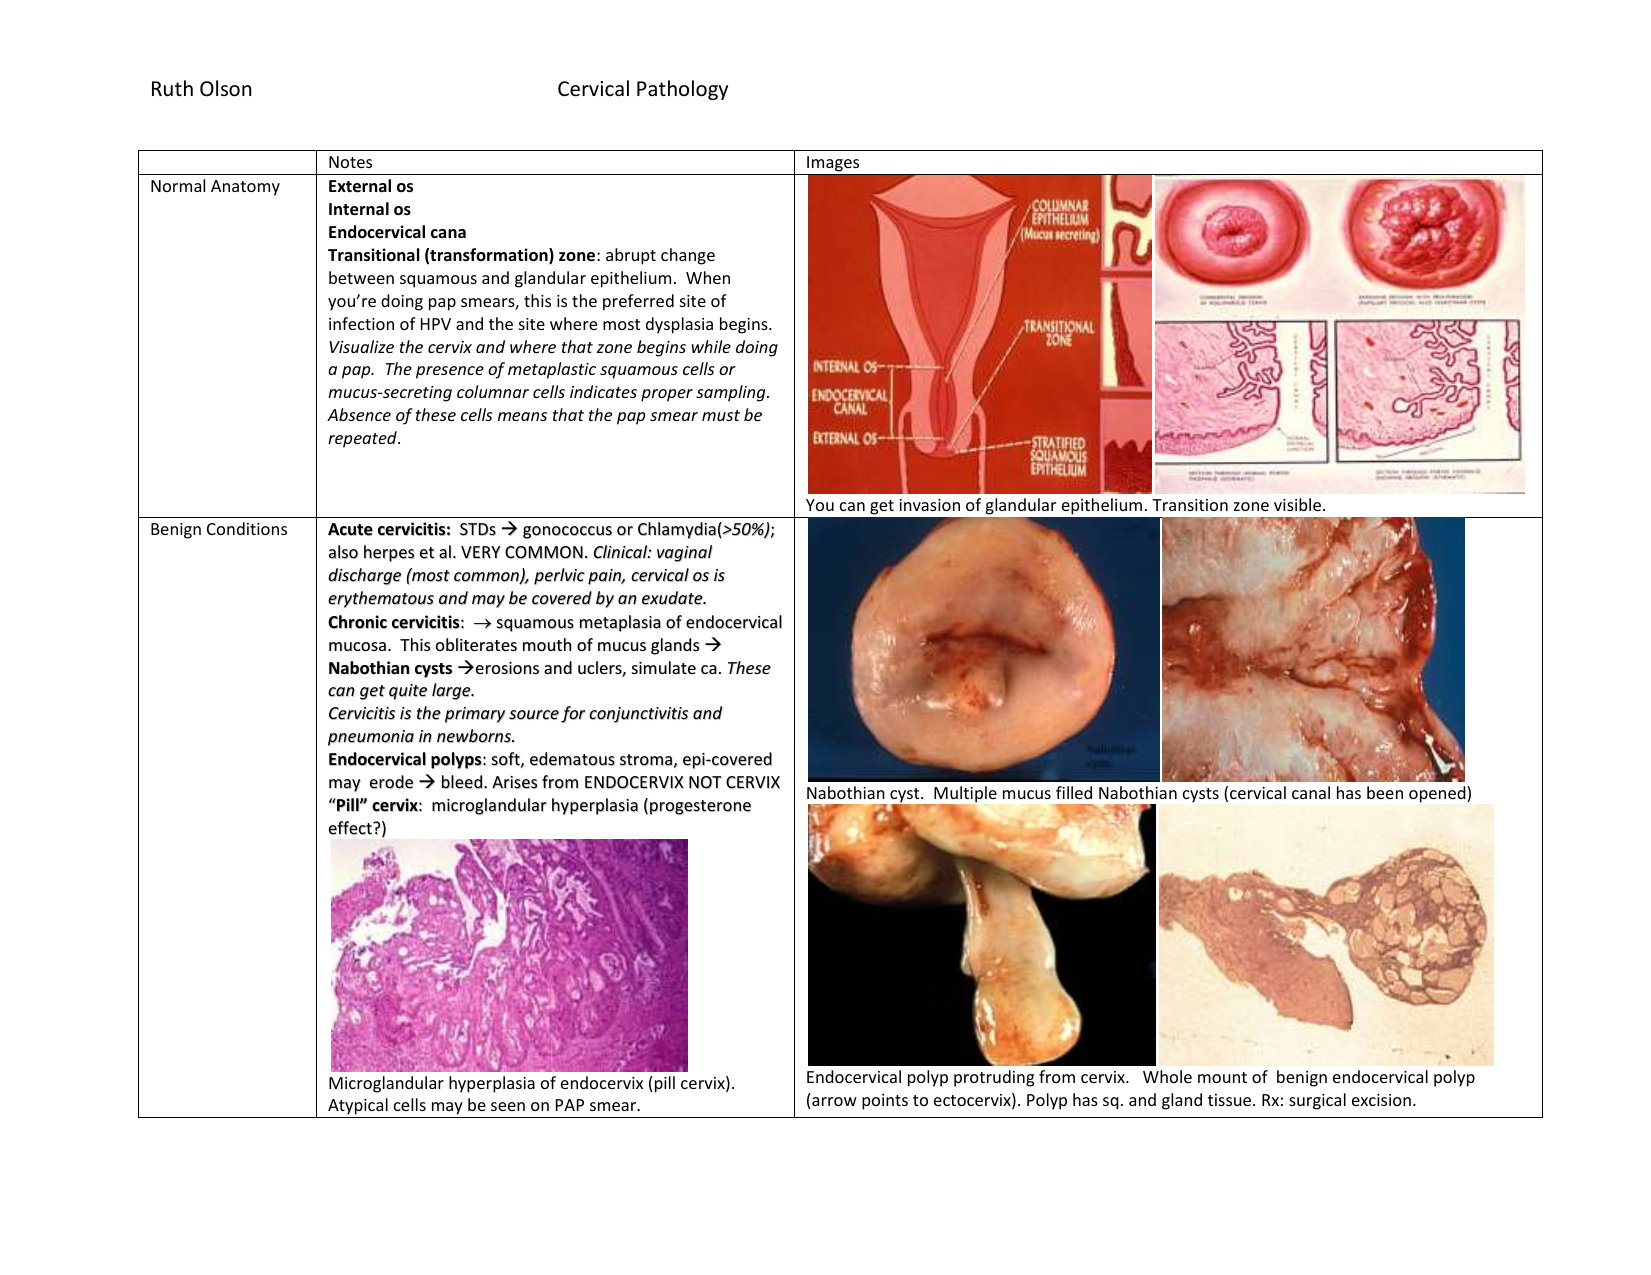 Ruth Olson Cervical Pathology
Notes Images
Normal Anatomy
External os
Internal os
Endocervical cana
Transitional (transformation) zone: abrupt change
between squamous and glandular epithelium.  When
you’re doing pap smears, this is the preferred site of
infection of HPV and the site where most dysplasia begins.
Visualize the cervix and where that zone begins while doing
a pap.  The presence of metaplastic squamous cells or
mucus-secreting columnar cells indicates proper sampling.
Absence of these cells means that the pap smear must be
repeated.
COLUMNAR
EPITHELIUM
(Mucus secreting)
TRANSITIONAL
ZONE
INTERNAL OS
ENDOCERVICAL
CANAL
EXTERNAL OS
STRATIFIED
SQUAMOUS
EPITHELIUM
You can get invasion of glandular epithelium. Transition zone visible.
Benign Conditions
Acute cervicitis:  STDs → gonococcus or Chlamydia(>50%);
also herpes et al. VERY COMMON. Clinical: vaginal
discharge (most common), perlvic pain, cervical os is
erythematous and may be covered by an exudate.
Chronic cervicitis:  → squamous metaplasia of endocervical
mucosa.  This obliterates mouth of mucus glands →
Nabothian cysts →erosions and uclers, simulate ca. These
can get quite large.
Cervicitis is the primary source for conjunctivitis and
pneumonia in newborns.
Endocervical polyps: soft, edematous stroma, epi-covered
may  erode → bleed. Arises from ENDOCERVIX NOT CERVIX
“Pill” cervix:  microglandular hyperplasia (progesterone
effect?)
Microglandular hyperplasia of endocervix (pill cervix).
Atypical cells may be seen on PAP smear.
Nabothian cyst.  Multiple mucus filled Nabothian cysts (cervical canal has been opened)
Endocervical polyp protruding from cervix.   Whole mount of  benign endocervical polyp
(arrow points to ectocervix). Polyp has sq. and gland tissue. Rx: surgical excision.